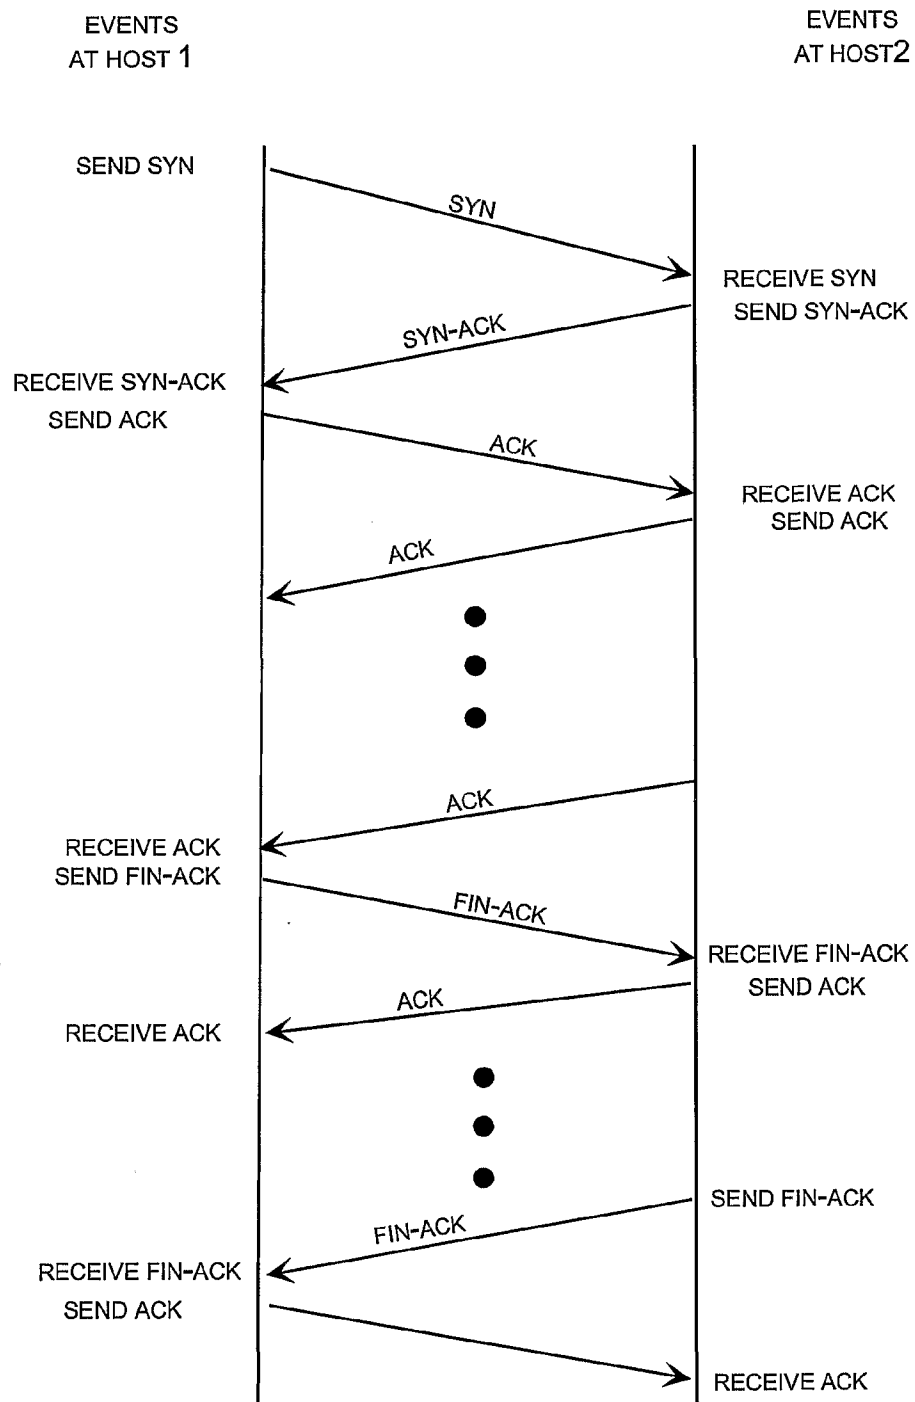 EVENTS
AT HOST 1
EVENTS
AT HOST2
SEND SYN
SYN
RECEIVE SYN
SEND SYN-ACK
SYN-ACK
RECEIVE SYN-ACK
SEND ACK
ACK
RECEIVE ACK
SEND ACK
ACK
ACK
RECEIVE ACK
SEND FIN-ACK
FIN-ACK
RECEIVE FIN-ACK
SEND ACK
ACK
RECEIVE ACK
SEND FIN-ACK
FIN-ACK
RECEIVE FIN-ACK
SEND ACK
RECEIVE ACK